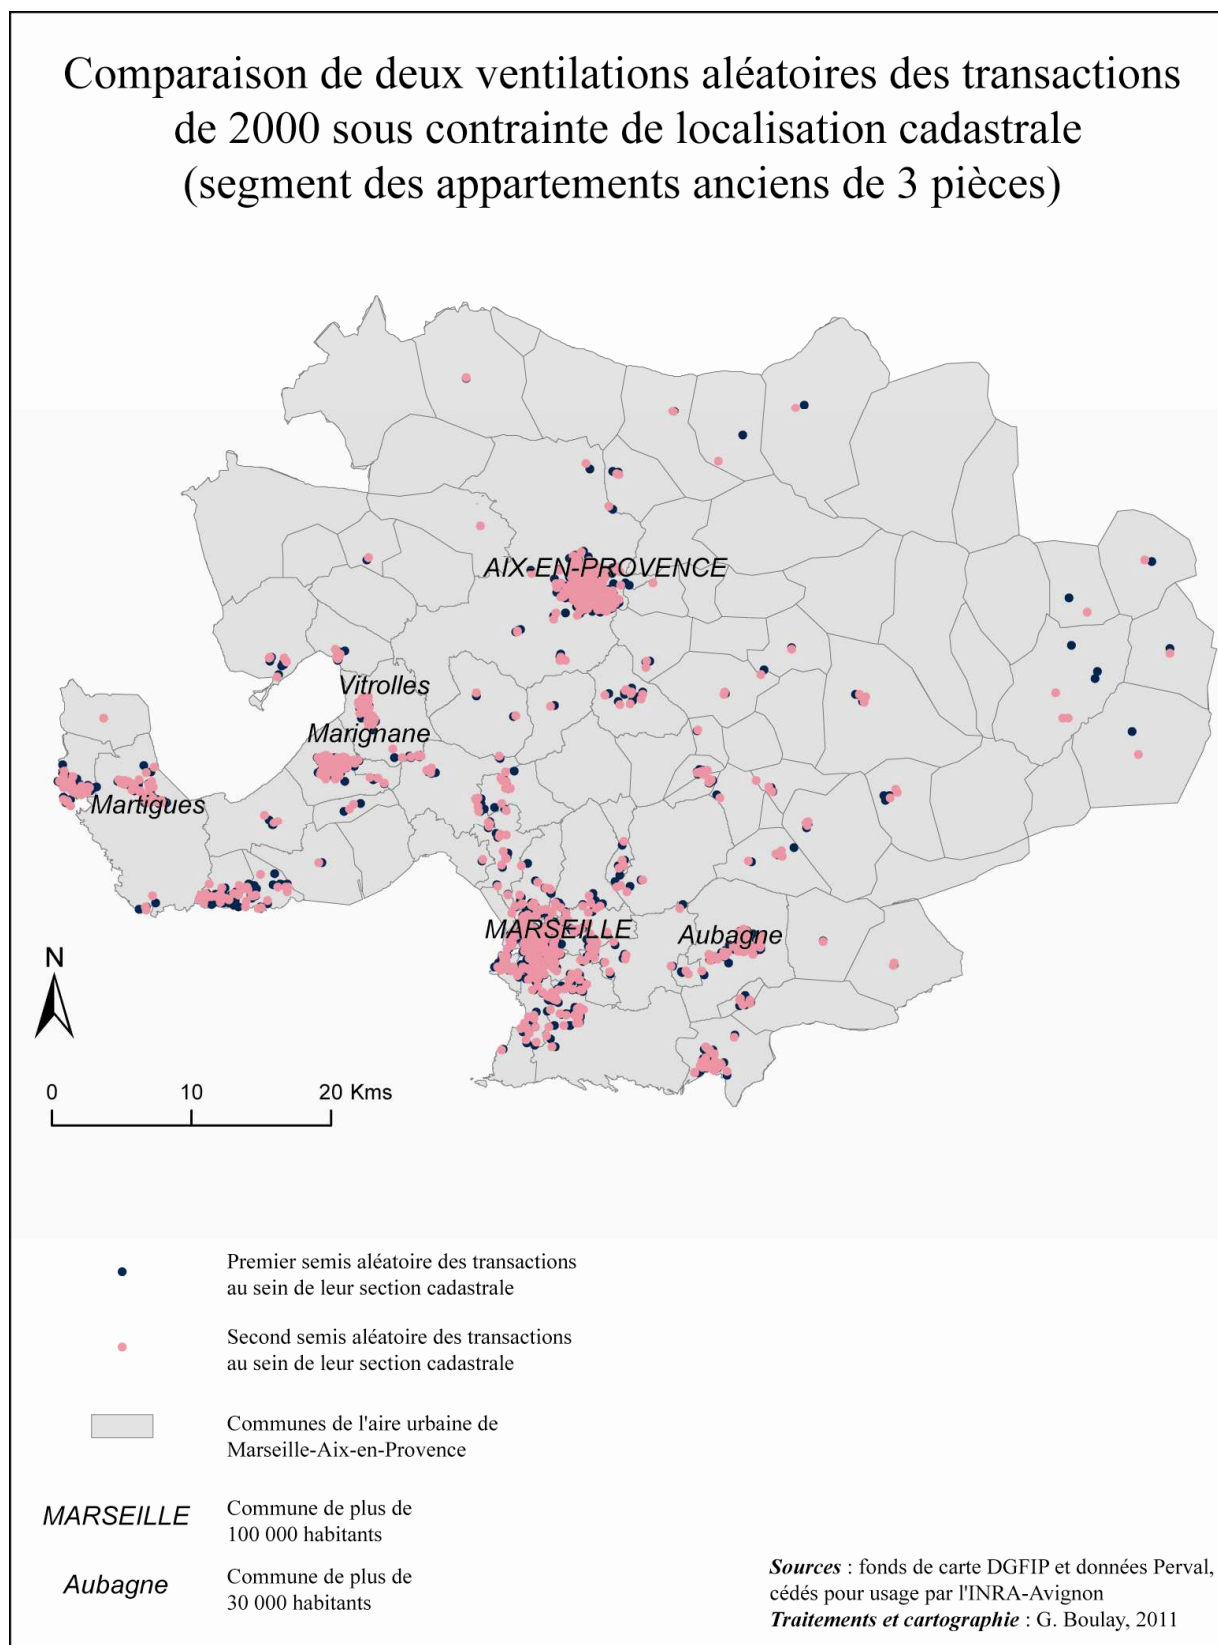 Comparaison de deux ventilations aléatoires des transactions
de 2000 sous contrainte de localisation cadastrale
(segment des appartements anciens de 3 pièces)
AIX-EN-PROVENCE
Vitrolles
Marignane
Martigues
MARSEILLE
Aubagne
N
0 10 20 Kms
Premier semis aléatoire des transactions
au sein de leur section cadastrale
Second semis aléatoire des transactions
au sein de leur section cadastrale
Communes de l'aire urbaine de
Marseille-Aix-en-Provence
MARSEILLE
Commune de plus de
100 000 habitants
Aubagne
Commune de plus de
30 000 habitants
Sources : fonds de carte DGFIP et données Perval,
cédés pour usage par l'INRA-Avignon
Traitements et cartographie : G. Boulay, 2011